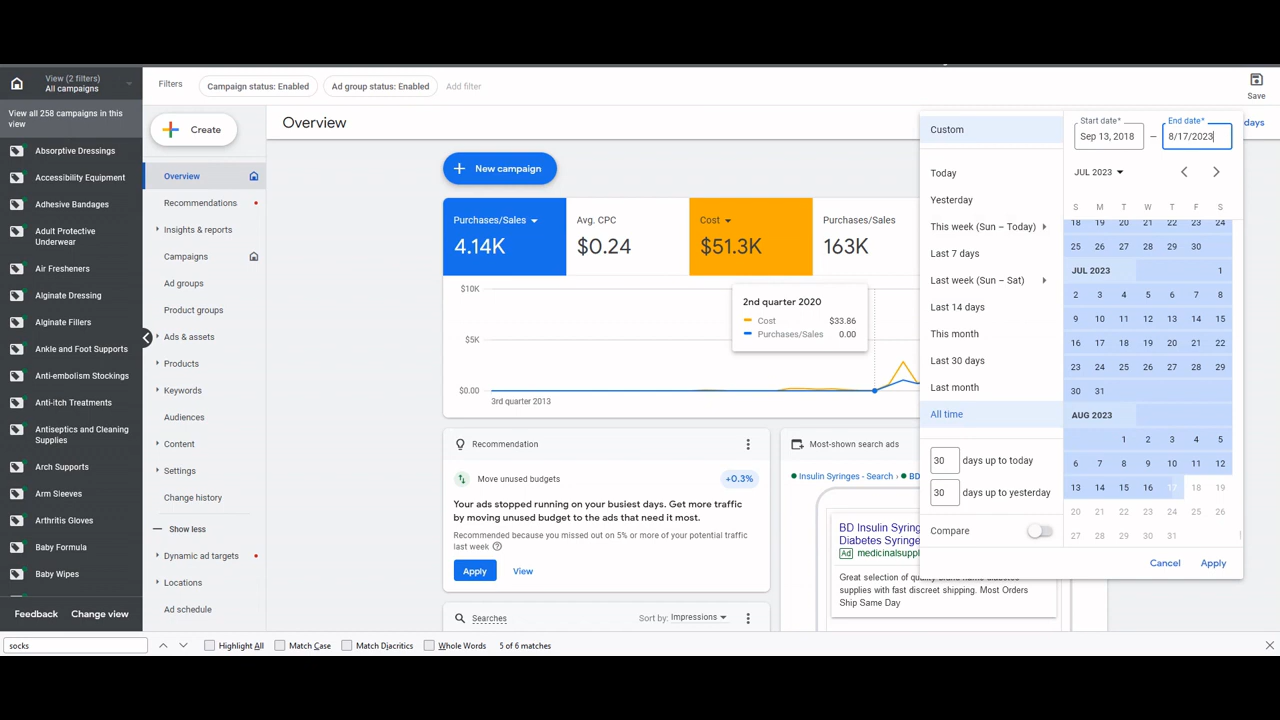 View (2 filters)
All campaigns
View all 258 campaigns in this
view
Absorptive Dressings
Accessibility Equipment
Adhesive Bandages
Adult Protective
Underwear
Air Fresheners
Alginate Dressing
Alginate Fillers
Ankle and Foot Supports
Anti-embolism Stockings
Anti-itch Treatments
Antiseptics and Cleaning
Supplies
Arch Supports
Arm Sleeves
Arthritis Gloves
Baby Formula
Baby Wipes
Feedback
Change view
Filters
Campaign status: Enabled
Ad group status: Enabled
Add filter
Save
Create
Overview
Recommendations
Insights & reports
Campaigns
Ad groups
Product groups
Ads & assets
Products
Keywords
Audiences
Content
Settings
Change history
Show less
Dynamic ad targets
Locations
Ad schedule
Overview
days
New campaign
Purchases/Sales
4.14K
Avg. CPC
$0.24
Cost
$51.3K
Purchases/Sales
163K
$10K
$5K
$0.00
3rd quarter 2013
2nd quarter 2020
Cost $33.86
Purchases/Sales 0.00
Recommendation
Move unused budgets
+0.3%
Your ads stopped running on your busiest days. Get more traffic
by moving unused budget to the ads that need it most.
Recommended because you missed out on 5% or more of your potential traffic
last week
Apply
View
Searches
Sort by: Impressions
Most-shown search ads
Insulin Syringes - Search
BD
BD Insulin Syring
Diabetes Syringe
Ad medicinalsuppl
Great selection of quality brand name diabetes
supplies with fast discreet shipping. Most Orders
Ship Same Day
Custom
Today
Yesterday
This week (Sun – Today)
Last 7 days
Last week (Sun – Sat)
Last 14 days
This month
Last 30 days
Last month
All time
30 days up to today
30 days up to yesterday
Compare
Start date*
Sep 13, 2018
–
End date*
8/17/2023
JUL 2023
S M T W T F S
18 19 20 21 22 23 24
25 26 27 28 29 30
JUL 2023 1
2 3 4 5 6 7 8
9 10 11 12 13 14 15
16 17 18 19 20 21 22
23 24 25 26 27 28 29
30 31
AUG 2023
1 2 3 4 5
6 7 8 9 10 11 12
13 14 15 16 17 18 19
20 21 22 23 24 25 26
27 28 29 30 31
Cancel
Apply
socks
Highlight All
Match Case
Match Diacritics
Whole Words
5 of 6 matches